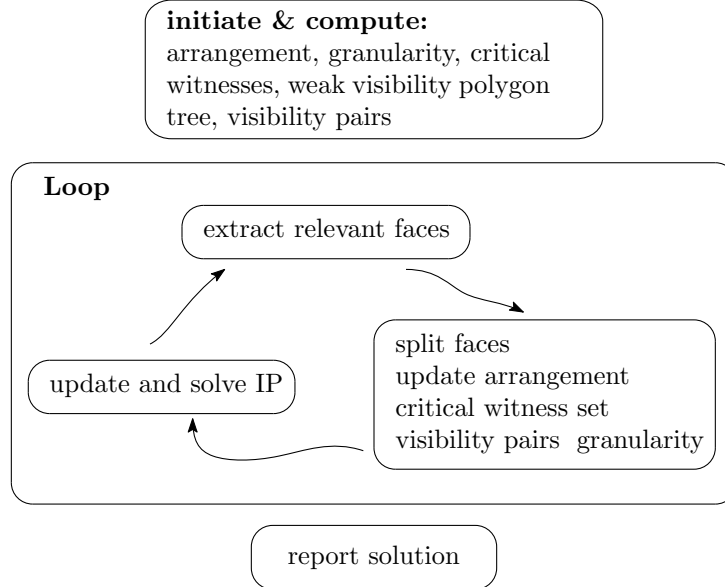 initiate & compute:
arrangement, granularity, critical
witnesses, weak visibility polygon
tree, visibility pairs
Loop
extract relevant faces
split faces
update arrangement
critical witness set
visibility pairs granularity
update and solve IP
report solution